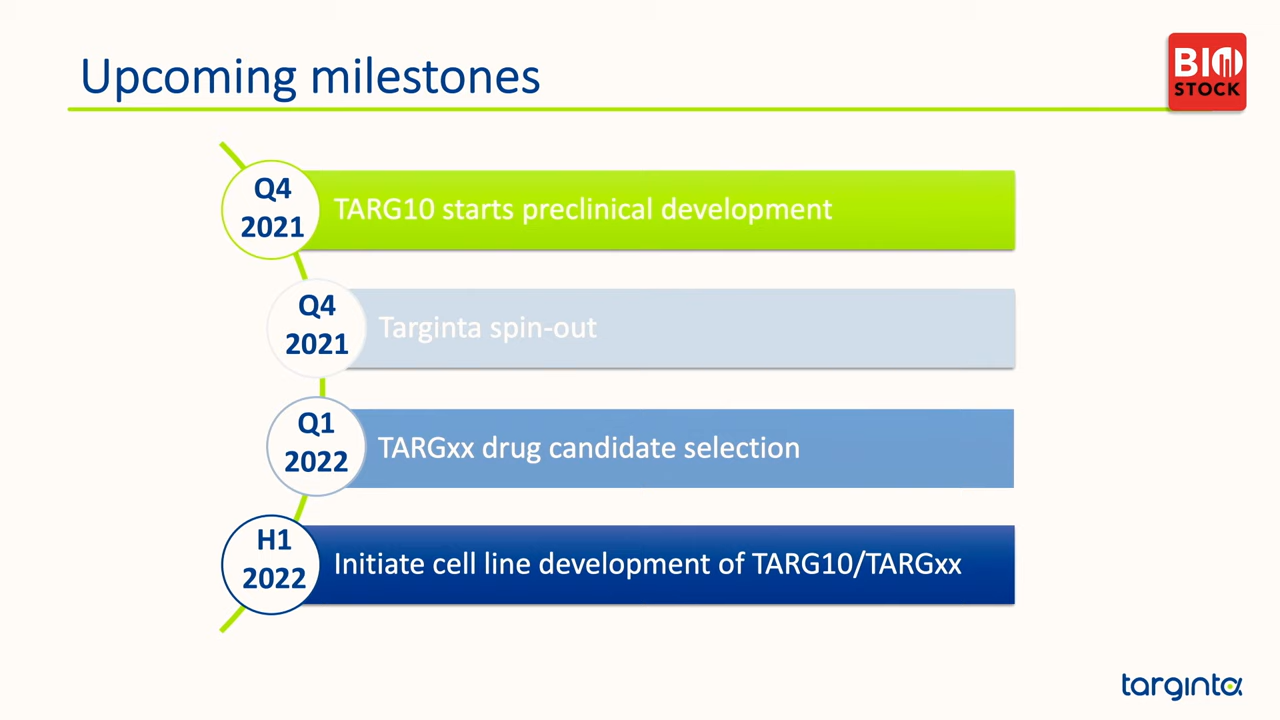 Upcoming milestones
BIO
STOCK
Q4
2021
TARG10 starts preclinical development
Q4
2021
Targinta spin-out
Q1
2022
TARGxx drug candidate selection
H1
2022
Initiate cell line development of TARG10/TARGxx
targinta